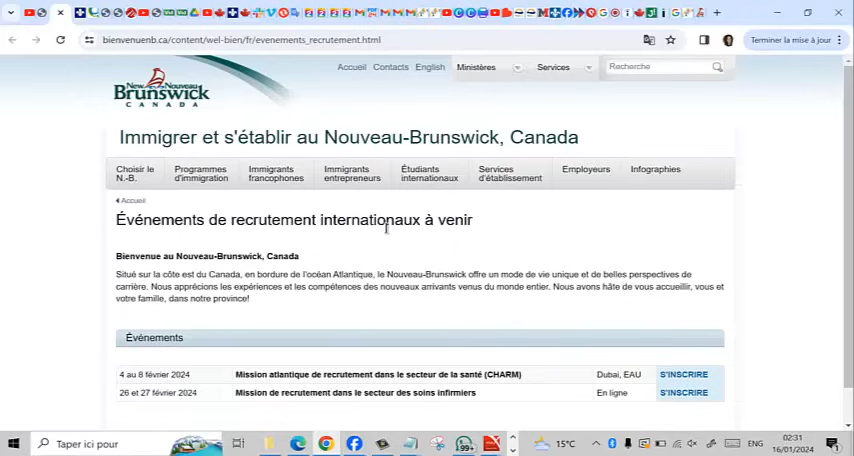 bienvenuenb.ca/content/wel-bien/fr/evenements_recrutement.html
Terminer la mise à jour
New Nouveau
Brunswick
CANADA
Accueil Contacts English Ministères Services Recherche
Immigrer et s'établir au Nouveau-Brunswick, Canada
Choisir le N.-B.
Programmes d'immigration
Immigrants francophones
Immigrants entrepreneurs
Étudiants internationaux
Services d'établissement
Employeurs
Infographies
Accueil
Événements de recrutement internationaux à venir
Bienvenue au Nouveau-Brunswick, Canada
Situé sur la côte est du Canada, en bordure de l'océan Atlantique, le Nouveau-Brunswick offre un mode de vie unique et de belles perspectives de
carrière. Nous apprécions les expériences et les compétences des nouveaux arrivants venus du monde entier. Nous avons hâte de vous accueillir, vous et
votre famille, dans notre province!
Événements
4 au 8 février 2024 Mission atlantique de recrutement dans le secteur de la santé (CHARM) Dubai, EAU S'INSCRIRE
26 et 27 février 2024 Mission de recrutement dans le secteur des soins infirmiers En ligne S'INSCRIRE
Taper ici pour
99+
15°C
ENG
02:31
16/01/2024